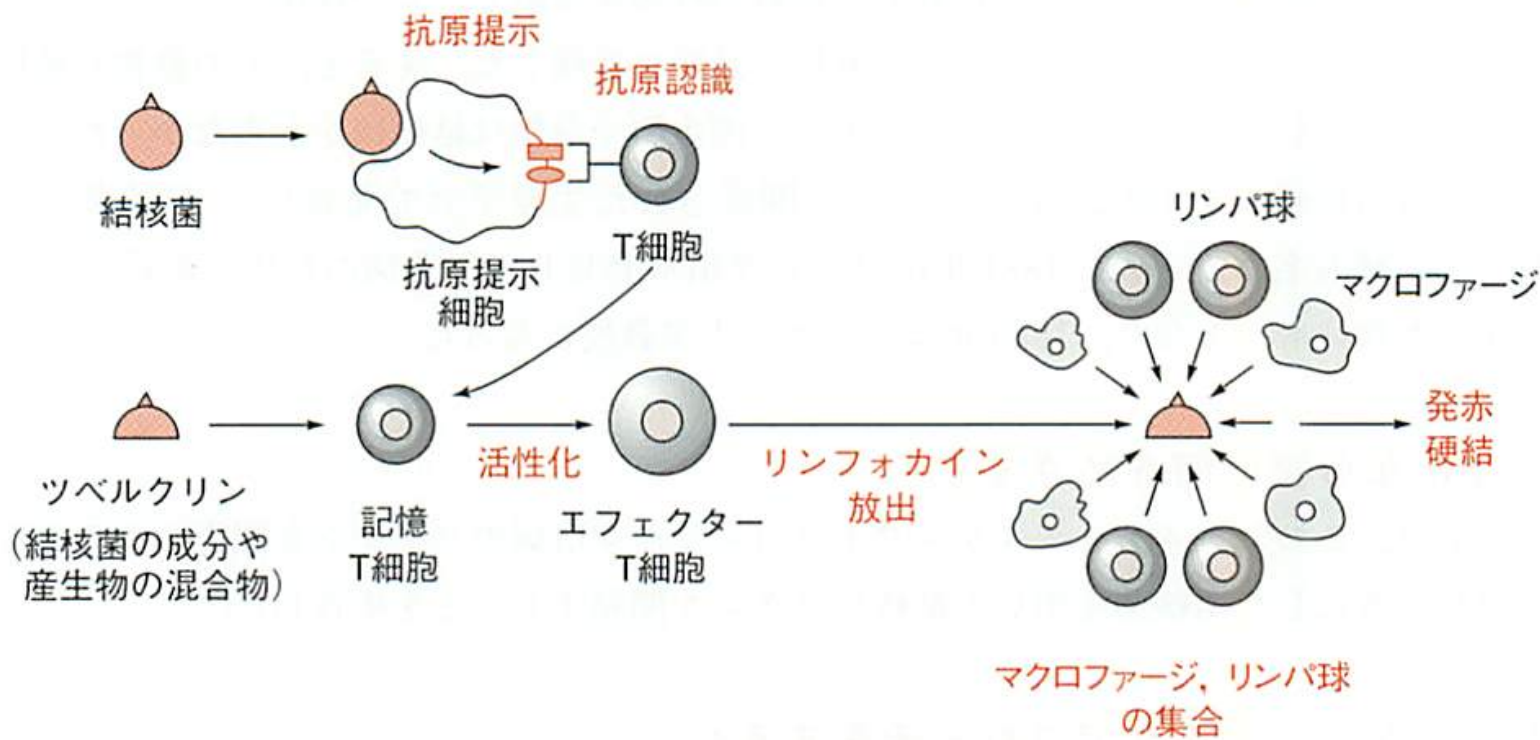 抗原提示
抗原認識
結核菌
抗原提示
細胞
T細胞
リンパ球
マクロファージ
ツベルクリン
(結核菌の成分や
産生物の混合物)
記憶
T細胞
活性化
エフェクター
T細胞
リンフォカイン
放出
発赤
硬結
マクロファージ, リンパ球
の集合